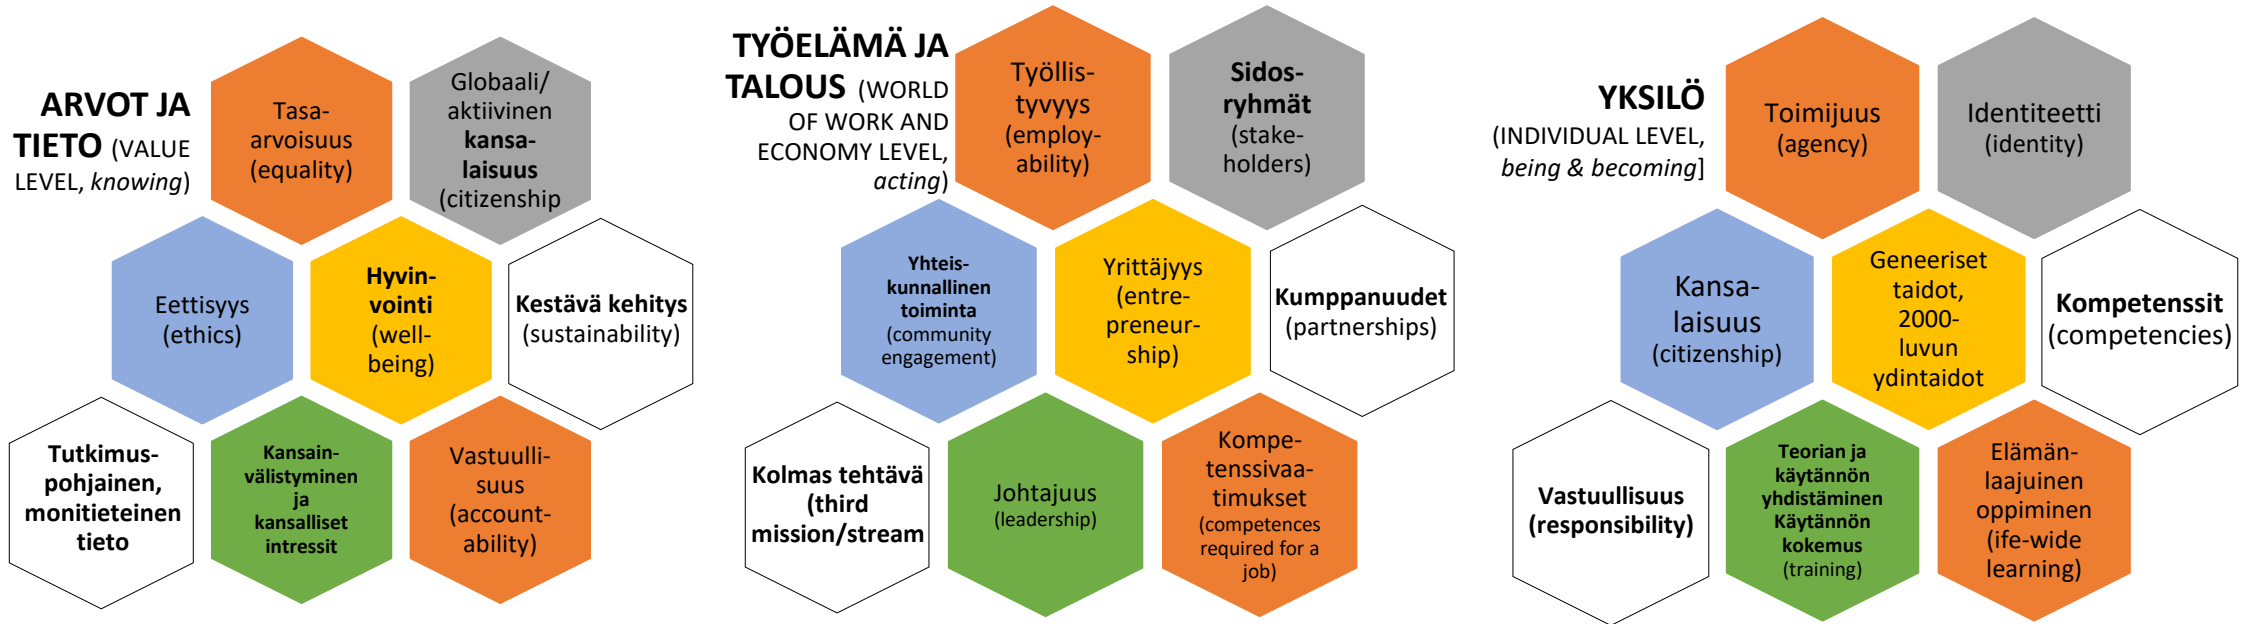 ARVOT JA
TIETO (VALUE
LEVEL, knowing)
Tasa-
arvoisuus
(equality)
Globaali/
aktiivinen
kansa-
laisuus
(citizenship
Eettisyys
(ethics)
Hyvin-
vointi
(well-
being)
Kestävä kehitys
(sustainability)
Tutkimus-
pohjainen,
monitieteinen
tieto
Kansain-
välistyminen
ja
kansalliset
intressit
Vastuulli-
suus
(account-
ability)
TYÖELÄMÄ JA
TALOUS (WORLD
OF WORK AND
ECONOMY LEVEL,
acting)
Työllis-
tyvyys
(employ-
ability)
Sidos-
ryhmät
(stake-
holders)
Yhteis-
kunnallinen
toiminta
(community
engagement)
Yrittäjyys
(entre-
preneur-
ship)
Kumppanuudet
(partnerships)
Kolmas tehtävä
(third
mission/stream
Johtajuus
(leadership)
Kompe-
tenssivaa-
timukset
(competences
required for a
job)
YKSILÖ
(INDIVIDUAL LEVEL,
being & becoming]
Toimijuus
(agency)
Identiteetti
(identity)
Kansa-
laisuus
(citizenship)
Geneeriset
taidot,
2000-
luvun
ydintaidot
Kompetenssit
(competencies)
Vastuullisuus
(responsibility)
Teorian ja
käytännön
yhdistäminen
Käytännön
kokemus
(training)
Elämän-
laajuinen
oppiminen
(ife-wide
learning)